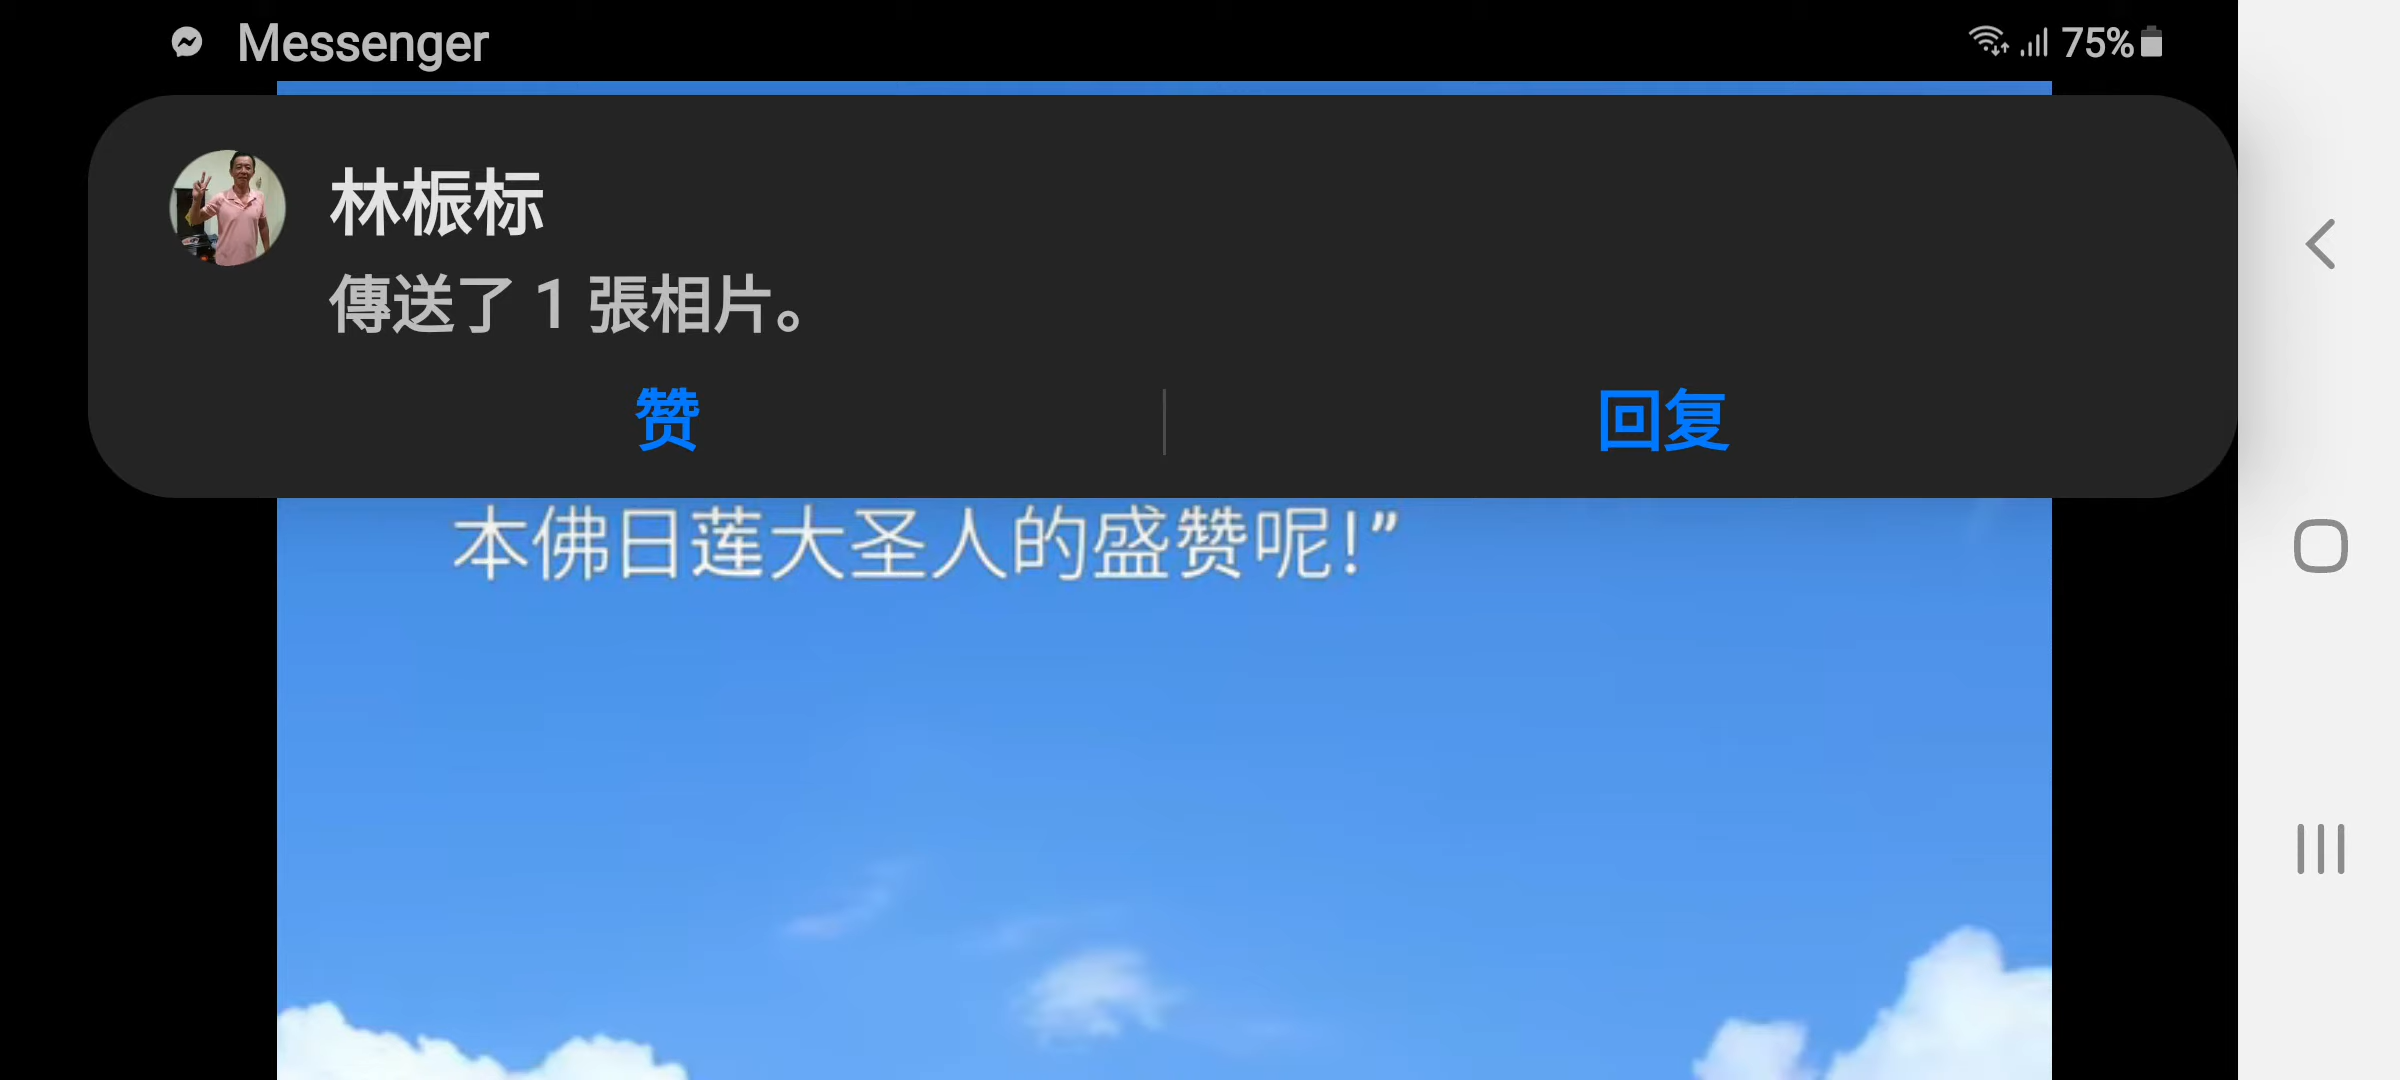 Messenger
75%
林桭标
傳送了 1 張相片。
赞
回复
本佛日莲大圣人的盛赞呢！”